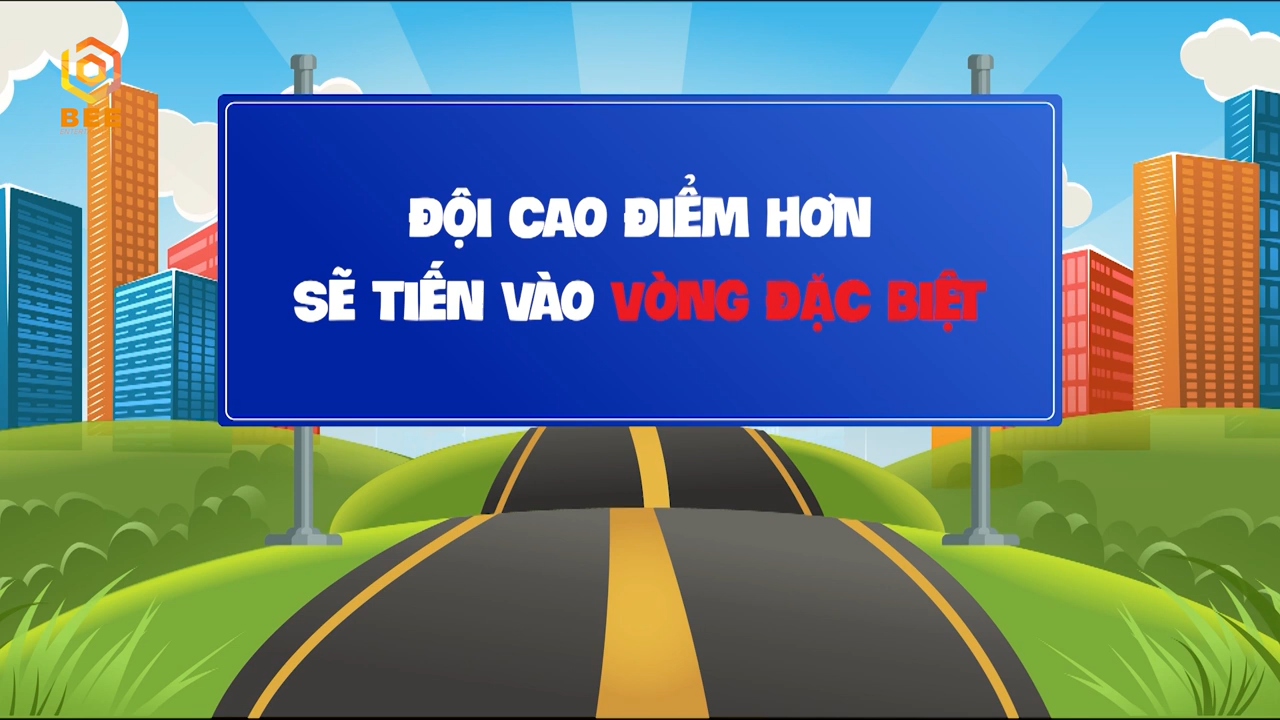 BEE
ĐỘI CAO ĐIỂM HƠN
SẼ TIẾN VÀO VÒNG ĐẶC BIỆT